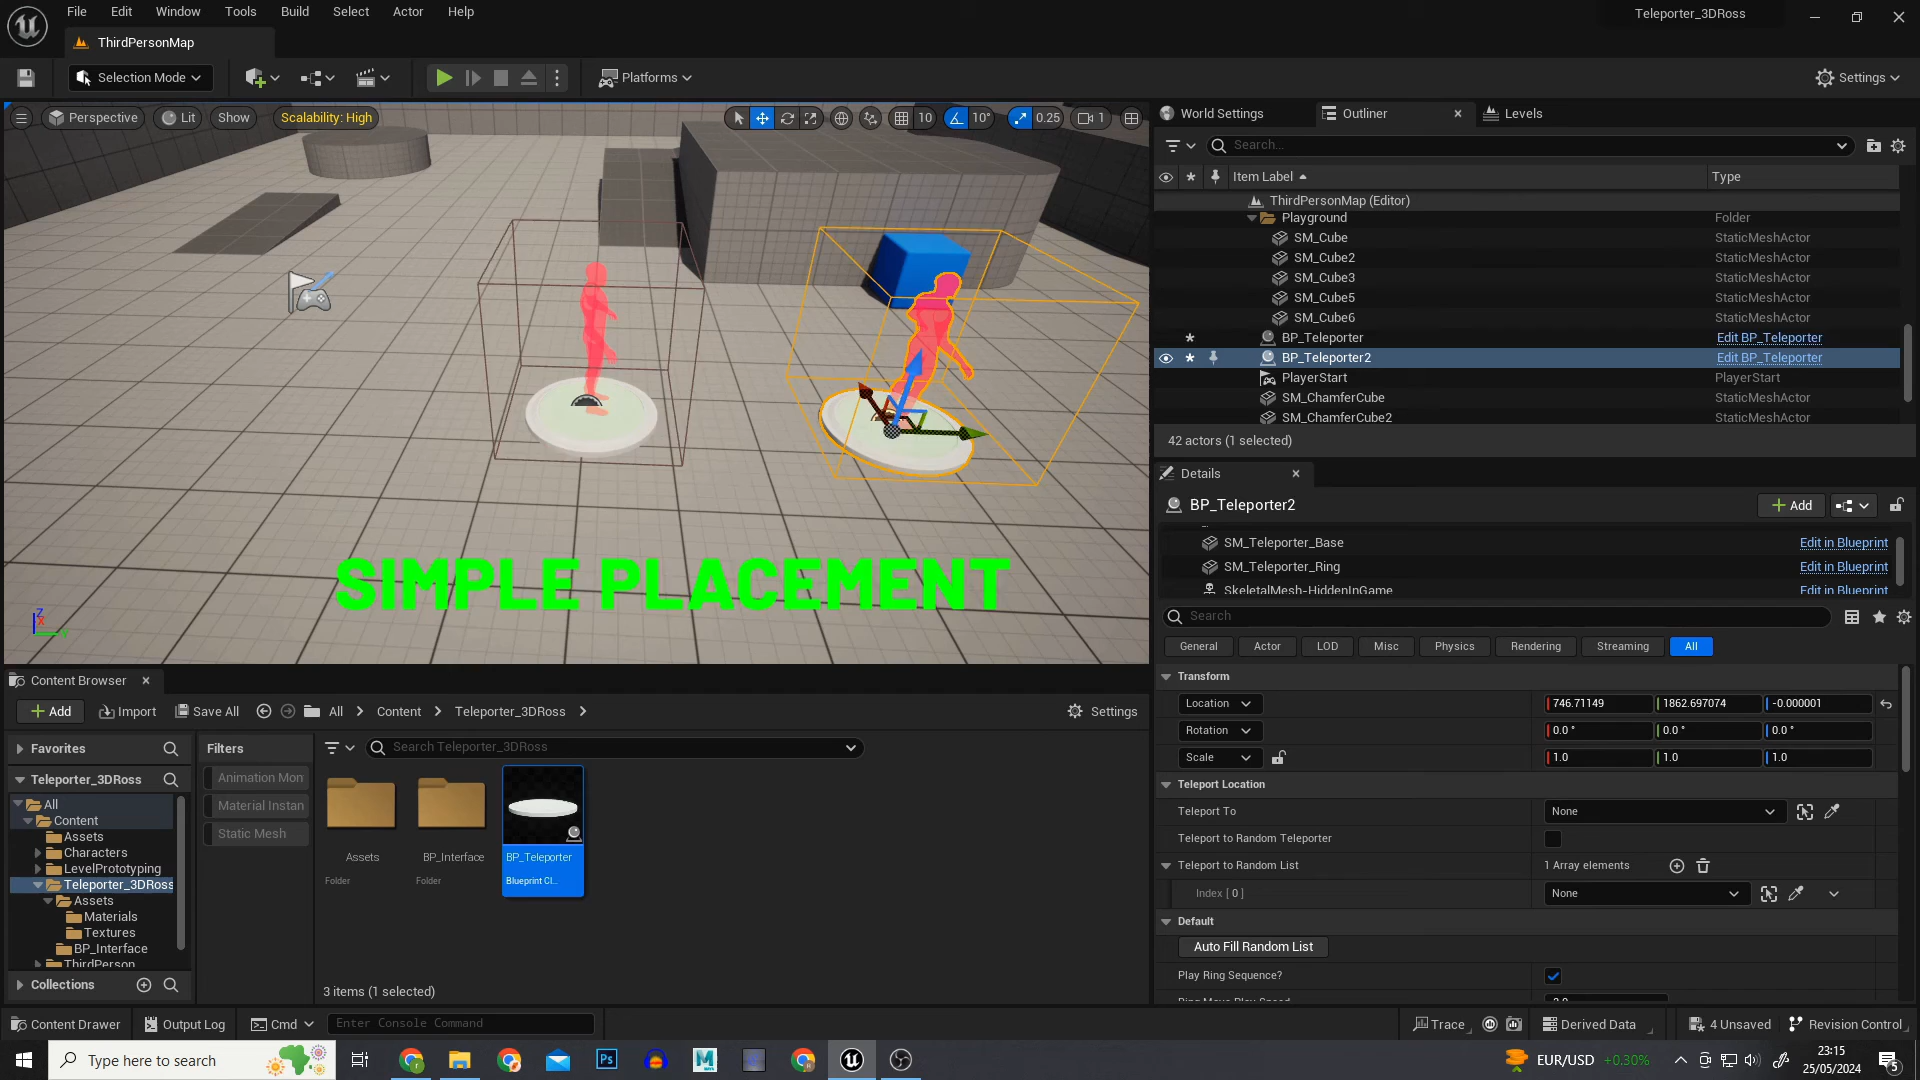 File Edit Window Tools Build Select Actor Help
Teleporter_3DRoss
ThirdPersonMap
Selection Mode
Platforms
Settings
Perspective Lit Show Scalability: High
10 10° 0.25 1
SIMPLE PLACEMENT
Z
X
Y
World Settings Outliner Levels
Search...
Item Label Type
ThirdPersonMap (Editor)
Playground Folder
SM_Cube StaticMeshActor
SM_Cube2 StaticMeshActor
SM_Cube3 StaticMeshActor
SM_Cube5 StaticMeshActor
SM_Cube6 StaticMeshActor
BP_Teleporter Edit BP_Teleporter
BP_Teleporter2 Edit BP_Teleporter
PlayerStart PlayerStart
SM_ChamferCube StaticMeshActor
SM_ChamferCube2 StaticMeshActor
42 actors (1 selected)
Details
BP_Teleporter2
Add
SM_Teleporter_Base Edit in Blueprint
SM_Teleporter_Ring Edit in Blueprint
SkeletalMesh-HiddenInGame Edit in Blueprint
Search
General Actor LOD Misc Physics Rendering Streaming All
Transform
Location 746.71149 1862.697074 -0.000001
Rotation 0.0 ° 0.0 ° 0.0 °
Scale 1.0 1.0 1.0
Teleport Location
Teleport To None
Teleport to Random Teleporter
Teleport to Random List 1 Array elements
Index [ 0 ] None
Default
Auto Fill Random List
Play Ring Sequence?
Ring Move Play Speed
Content Browser
Add Import Save All All Content Teleporter_3DRoss Settings
Favorites
Filters
Search Teleporter_3DRoss
Teleporter_3DRoss
Animation Mon
Material Instan
Static Mesh
All
Content
Assets
Characters
LevelPrototyping
Teleporter_3DRoss
Assets
Materials
Textures
BP_Interface
ThirdPerson
Collections
Assets
Folder
BP_Interface
Folder
BP_Teleporter
Blueprint Cl...
3 items (1 selected)
Content Drawer Output Log Cmd Enter Console Command
Trace Derived Data 4 Unsaved Revision Control
Type here to search
Ps
M
EUR/USD +0.30%
23:15
25/05/2024
5